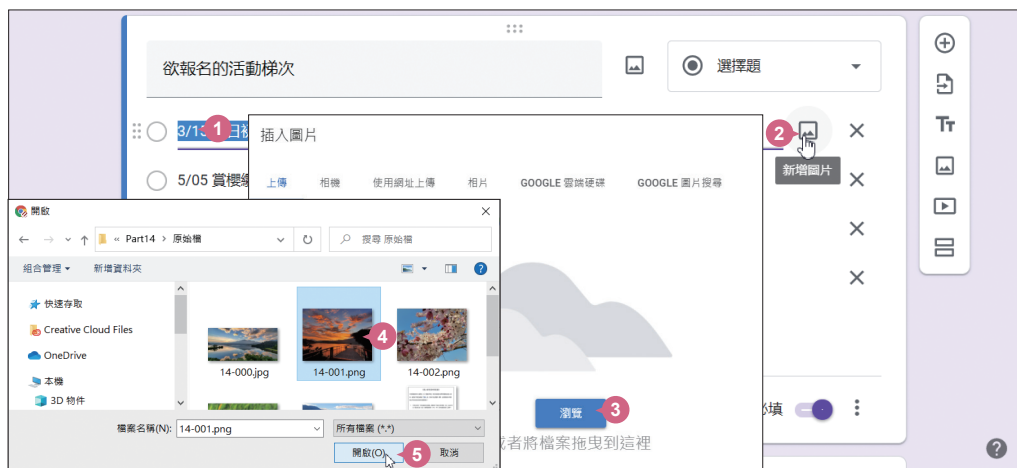 欲報名的活動梯次
選擇題
3/13
1
日初
2
新增圖片
5/05 賞櫻
插入圖片
上傳
相機
使用網址上傳
相片
GOOGLE 雲端硬碟
GOOGLE 圖片搜尋
Tт
開啟
« Part14 › 原始檔
搜尋 原始檔
組合管理
新增資料夾
快速存取
Creative Cloud Files
OneDrive
本機
3D 物件
4
14-000.jpg
14-001.png
14-002.png
瀏覽
3
或者將檔案拖曳到這裡
必填
檔案名稱(N):
14-001.png
所有檔案 (*.*)
開啟(O)
5
取消